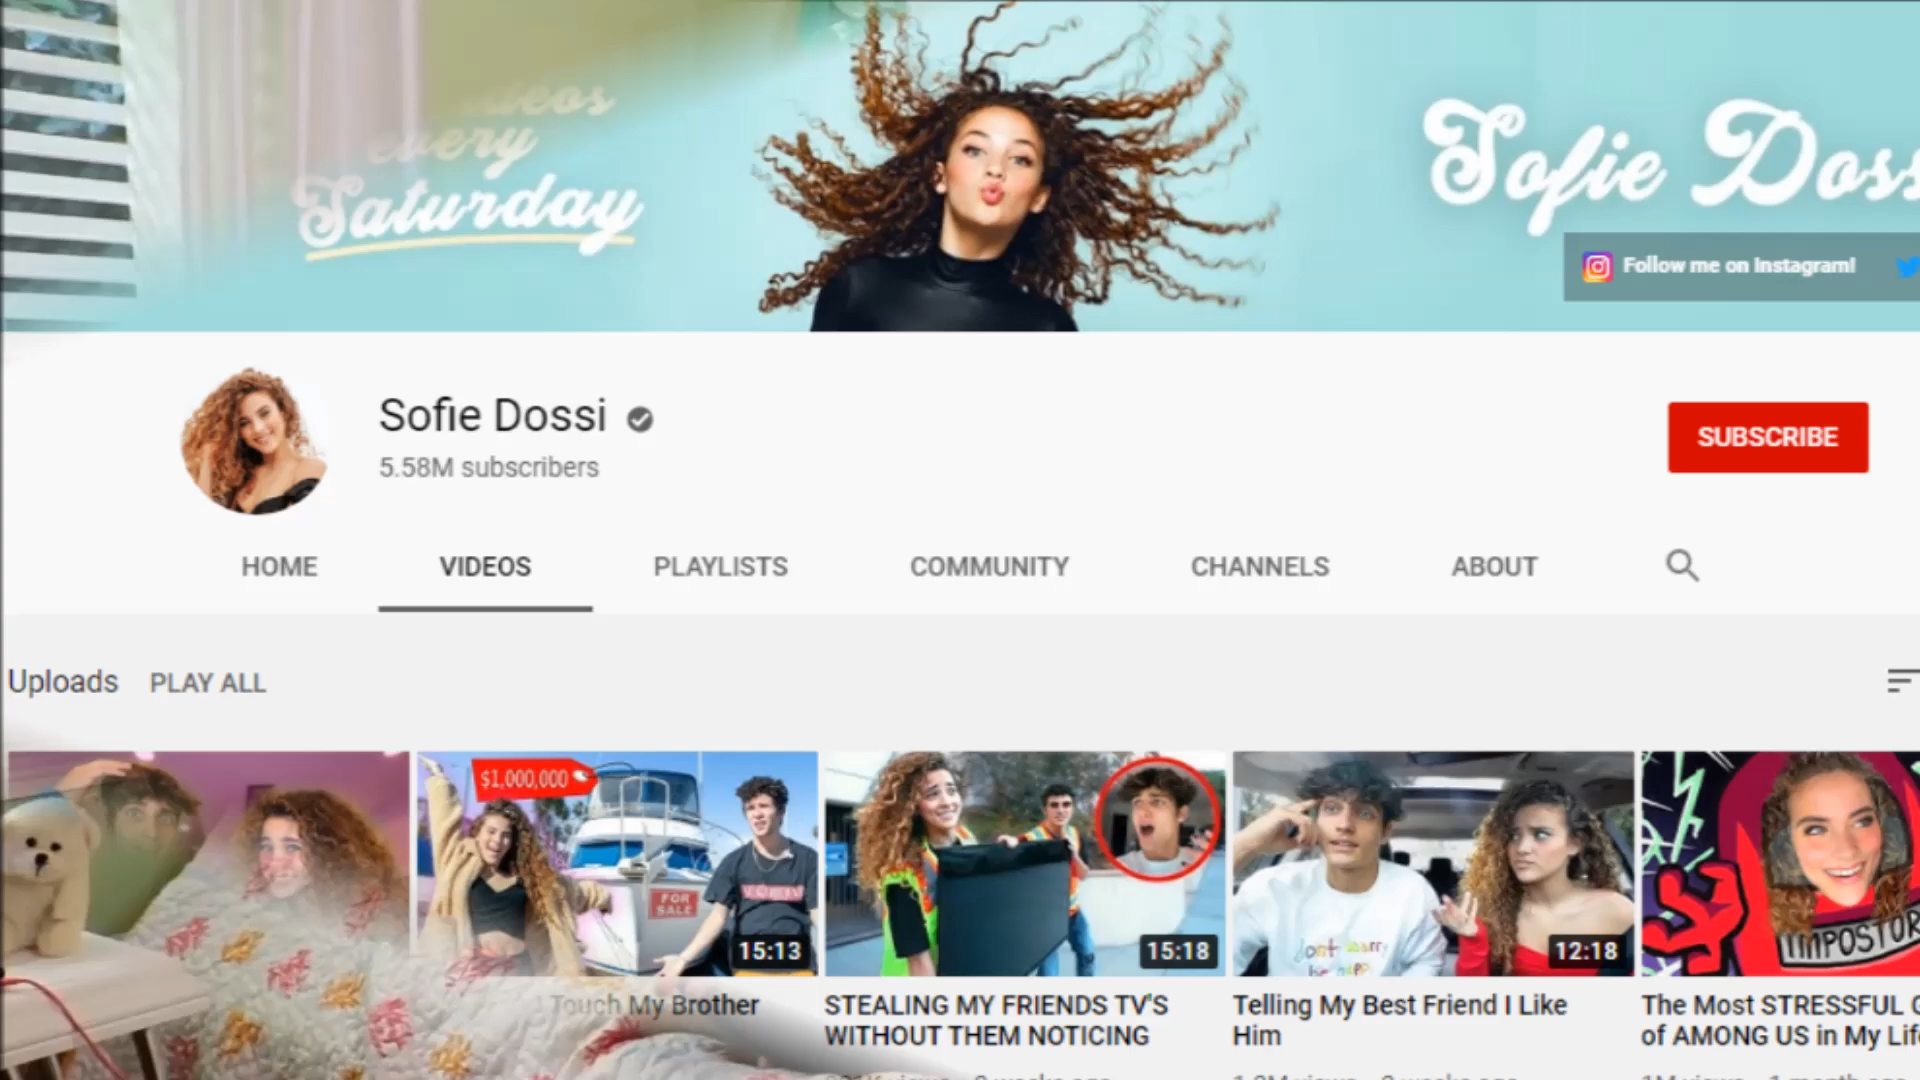 every
Saturday
Sofie
Follow me on Instagram!
Sofie Dossi
5.58M subscribers
SUBSCRIBE
HOME VIDEOS PLAYLISTS COMMUNITY CHANNELS ABOUT
Uploads PLAY ALL
$1,000,000
FOR
SALE
IMPOSTOR
15:13
15:18
12:18
Touch My Brother
STEALING MY FRIENDS TV'S
WITHOUT THEM NOTICING
Telling My Best Friend I Like
Him
The Most STRESSFUL
of AMONG US in My